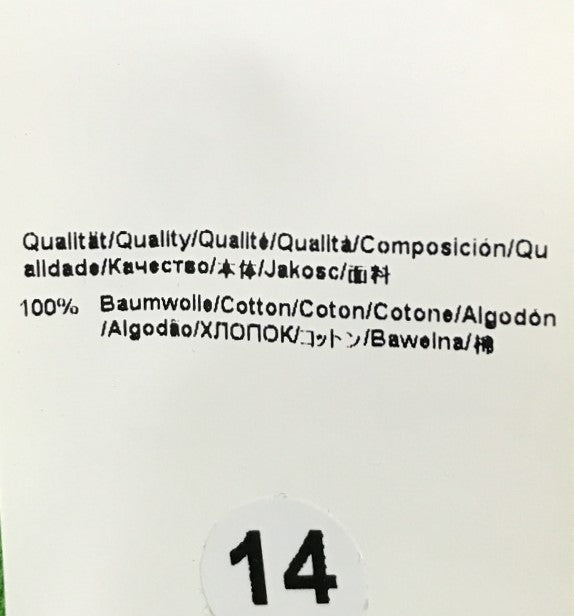 Qualität/Quality/Qualité/Qualità/Composición/Qu
alidade/Качество/本体/Jakosc/面料
100% Baumwolle/Cotton/Coton/Cotone/Algodón
/Algodão/ХЛОПОК/コットン/Bawelna/棉
14